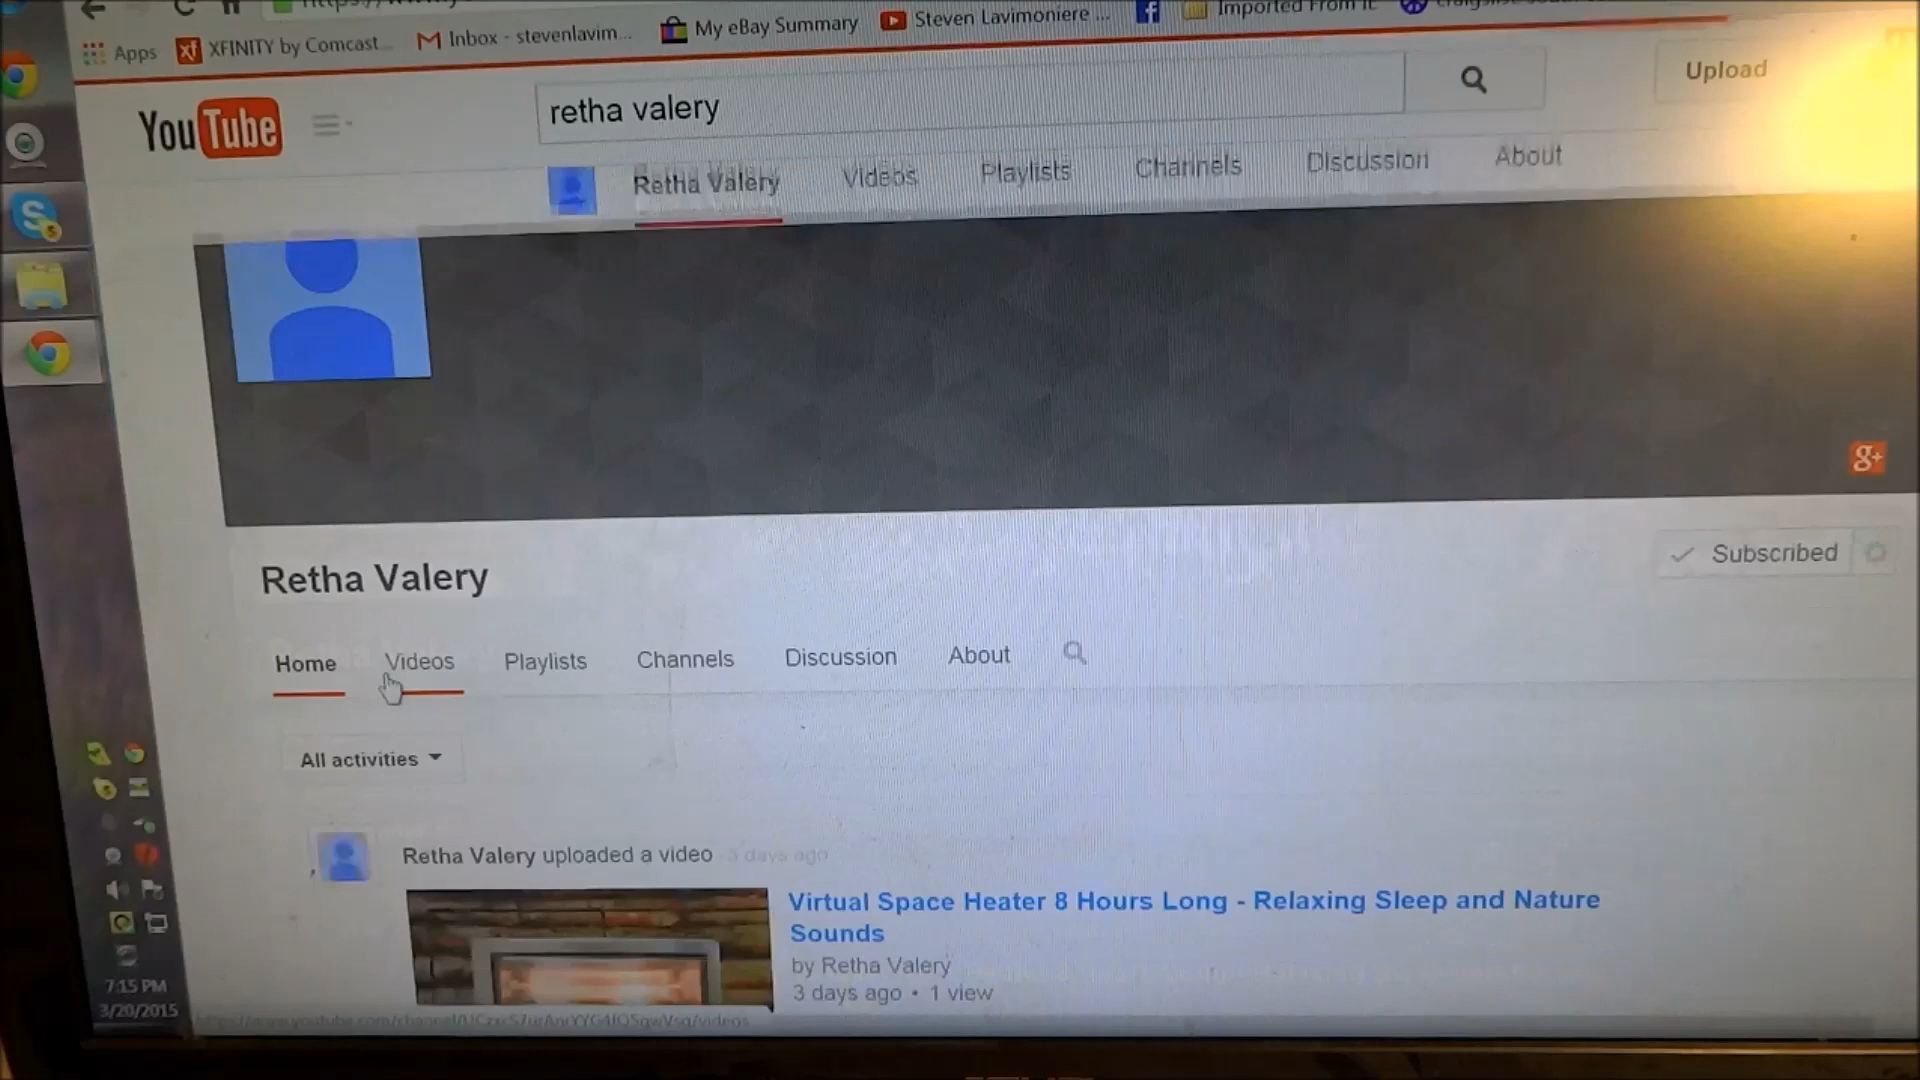 Apps XFINITY by Comcast... Inbox - stevenlavim... My eBay Summary Steven Lavimoniere ... Imported From IE
YouTube
retha valery
Upload
Retha Valery Videos Playlists Channels Discussion About
g+
Retha Valery
Subscribed
Home Videos Playlists Channels Discussion About
All activities
Retha Valery uploaded a video 3 days ago
Virtual Space Heater 8 Hours Long - Relaxing Sleep and Nature
Sounds
by Retha Valery
3 days ago • 1 view
7:15 PM
3/20/2015